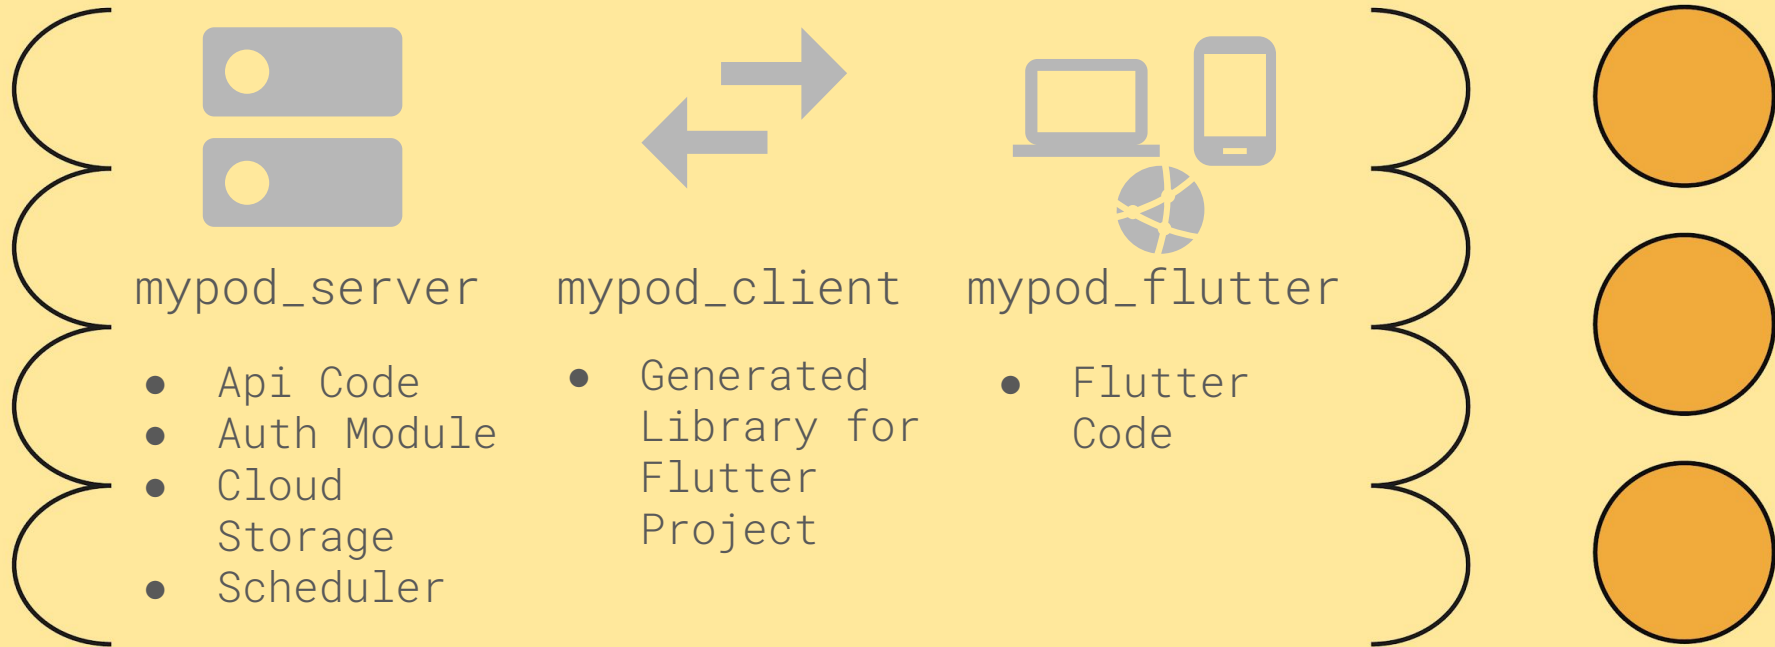 mypod_server
● Api Code
● Auth Module
● Cloud
Storage
● Scheduler
mypod_client
● Generated
Library for
Flutter
Project
mypod_flutter
● Flutter
Code